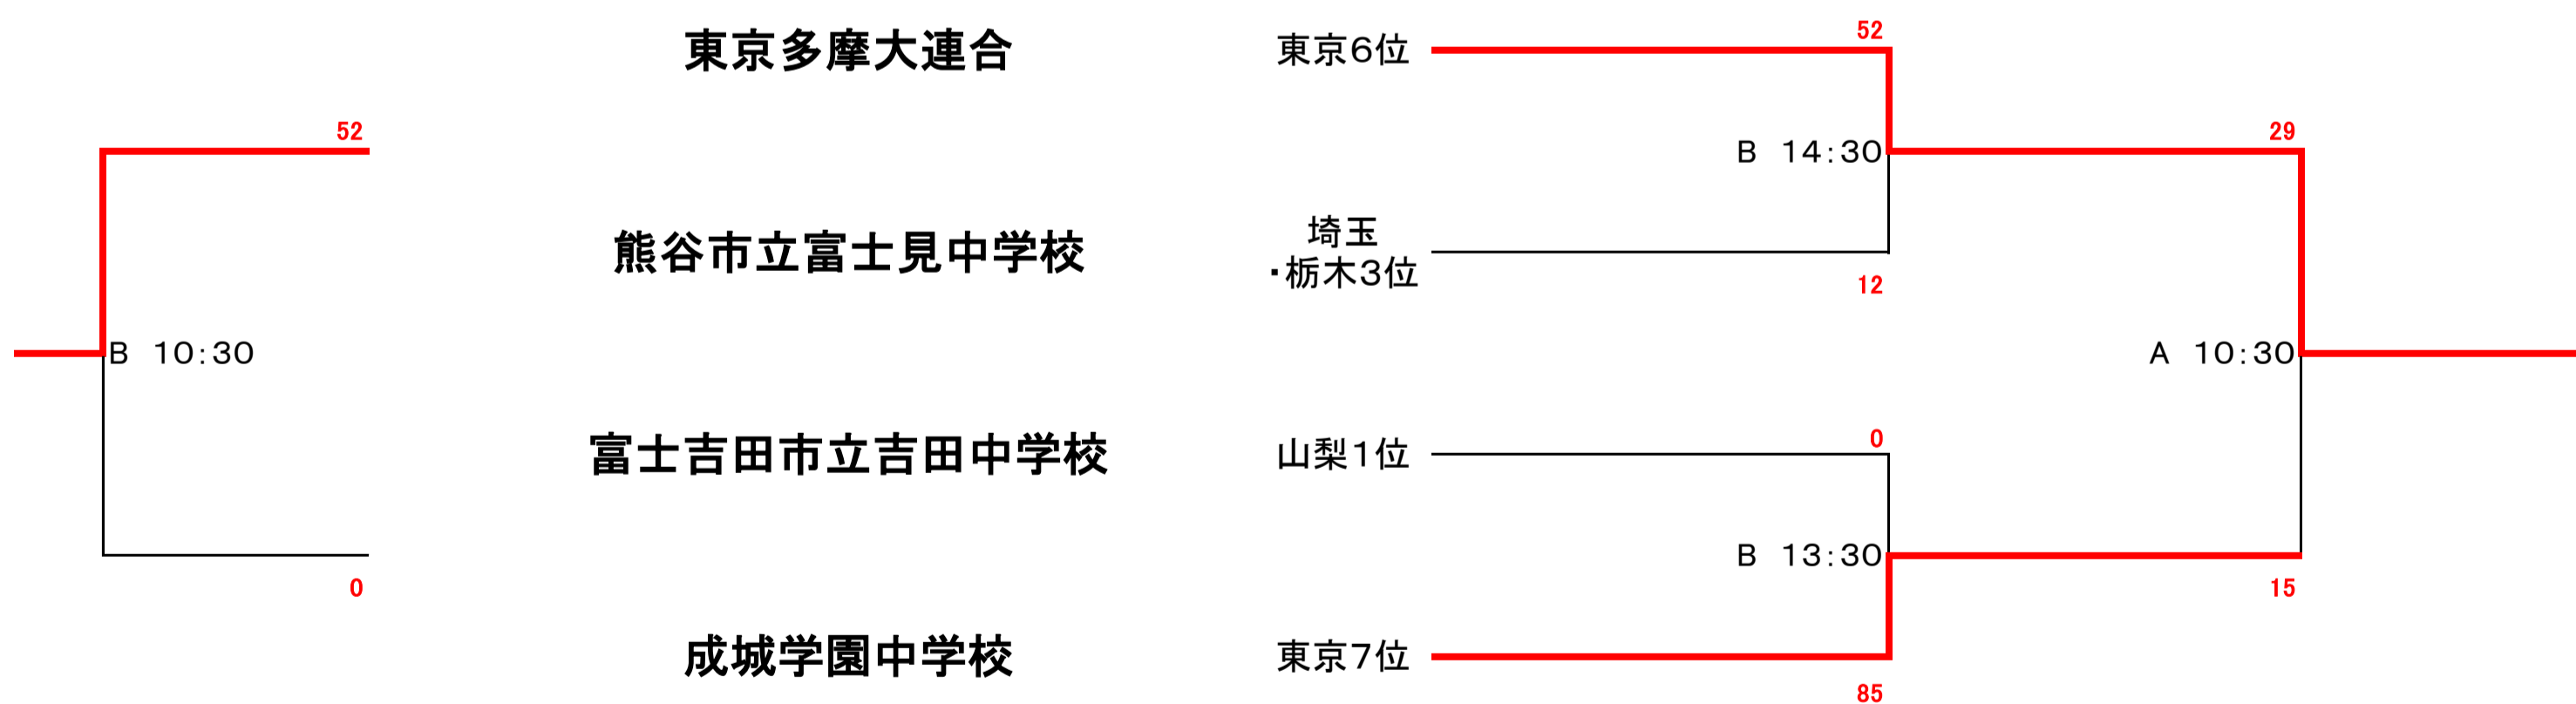 東京多摩大連合
東京6位
52
52
29
B 14:30
熊谷市立富士見中学校
埼玉
・栃木3位
12
B 10:30
A 10:30
富士吉田市立吉田中学校
山梨1位
0
B 13:30
0
15
成城学園中学校
東京7位
85